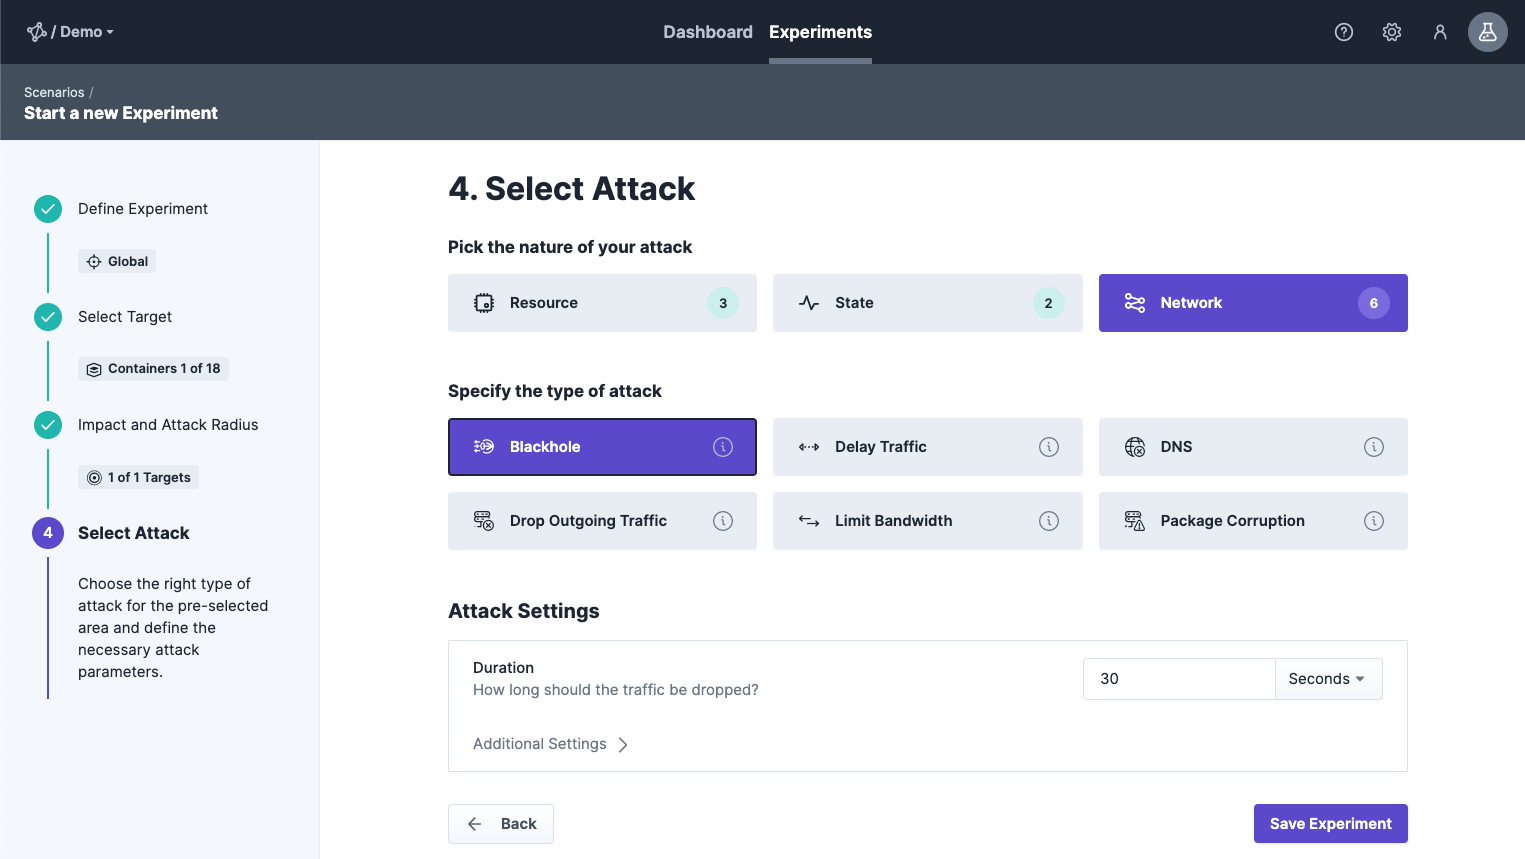 / Demo
Dashboard
Experiments
Scenarios /
Start a new Experiment
Define Experiment
Global
Select Target
Containers 1 of 18
Impact and Attack Radius
1 of 1 Targets
4
Select Attack
Choose the right type of
attack for the pre-selected
area and define the
necessary attack
parameters.
4. Select Attack
Pick the nature of your attack
Resource 3
State 2
Network 6
Specify the type of attack
Blackhole
Delay Traffic
DNS
Drop Outgoing Traffic
Limit Bandwidth
Package Corruption
Attack Settings
Duration
How long should the traffic be dropped?
30 Seconds
Additional Settings
Back
Save Experiment